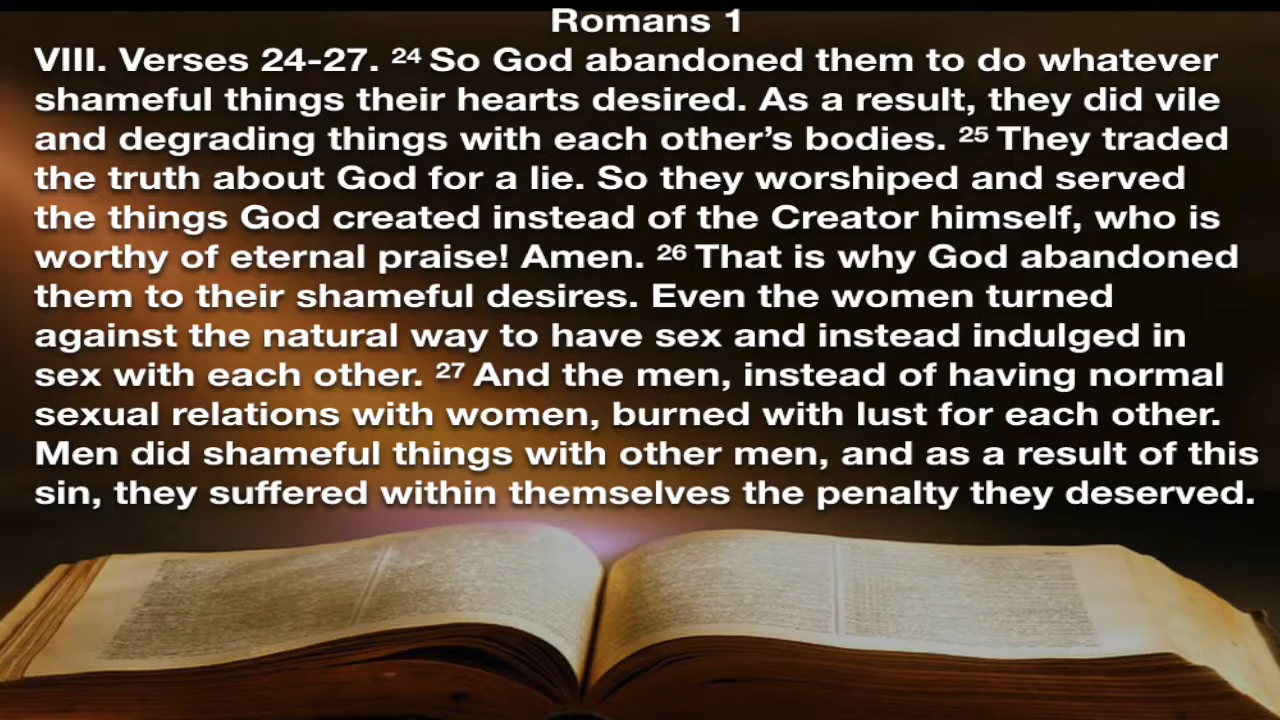 Romans 1
VIII. Verses 24-27. ²⁴ So God abandoned them to do whatever
shameful things their hearts desired. As a result, they did vile
and degrading things with each other’s bodies. ²⁵ They traded
the truth about God for a lie. So they worshiped and served
the things God created instead of the Creator himself, who is
worthy of eternal praise! Amen. ²⁶ That is why God abandoned
them to their shameful desires. Even the women turned
against the natural way to have sex and instead indulged in
sex with each other. ²⁷ And the men, instead of having normal
sexual relations with women, burned with lust for each other.
Men did shameful things with other men, and as a result of this
sin, they suffered within themselves the penalty they deserved.